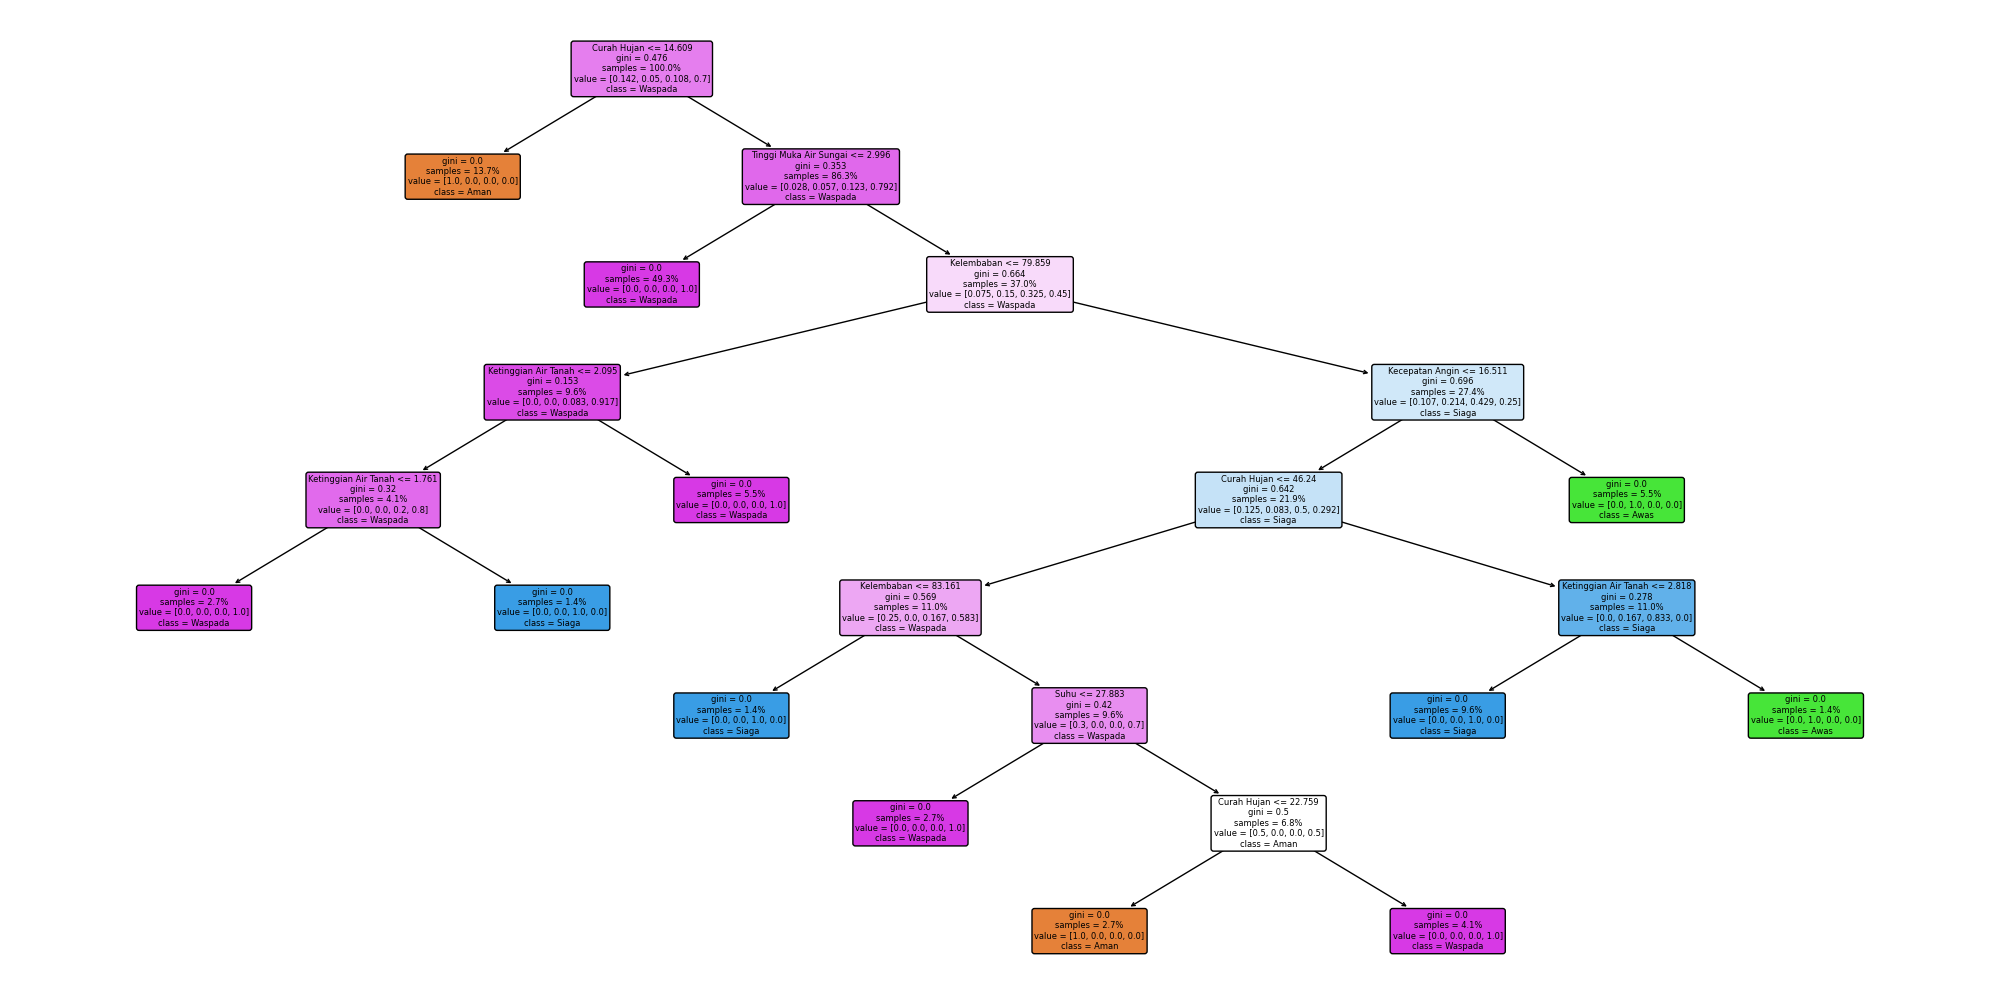 Curah Hujan <= 14.609
gini = 0.476
samples = 100.0%
value = [0.142, 0.05, 0.108, 0.7]
class = Waspada
gini = 0.0
samples = 13.7%
value = [1.0, 0.0, 0.0, 0.0]
class = Aman
Tinggi Muka Air Sungai <= 2.996
gini = 0.353
samples = 86.3%
value = [0.028, 0.057, 0.123, 0.792]
class = Waspada
gini = 0.0
samples = 49.3%
value = [0.0, 0.0, 0.0, 1.0]
class = Waspada
Kelembaban <= 79.859
gini = 0.664
samples = 37.0%
value = [0.075, 0.15, 0.325, 0.45]
class = Waspada
Ketinggian Air Tanah <= 2.095
gini = 0.153
samples = 9.6%
value = [0.0, 0.0, 0.083, 0.917]
class = Waspada
Kecepatan Angin <= 16.511
gini = 0.696
samples = 27.4%
value = [0.107, 0.214, 0.429, 0.25]
class = Siaga
Ketinggian Air Tanah <= 1.761
gini = 0.32
samples = 4.1%
value = [0.0, 0.0, 0.2, 0.8]
class = Waspada
gini = 0.0
samples = 5.5%
value = [0.0, 0.0, 0.0, 1.0]
class = Waspada
Curah Hujan <= 46.24
gini = 0.642
samples = 21.9%
value = [0.125, 0.083, 0.5, 0.292]
class = Siaga
gini = 0.0
samples = 5.5%
value = [0.0, 1.0, 0.0, 0.0]
class = Awas
gini = 0.0
samples = 2.7%
value = [0.0, 0.0, 0.0, 1.0]
class = Waspada
gini = 0.0
samples = 1.4%
value = [0.0, 0.0, 1.0, 0.0]
class = Siaga
Kelembaban <= 83.161
gini = 0.569
samples = 11.0%
value = [0.25, 0.0, 0.167, 0.583]
class = Waspada
Ketinggian Air Tanah <= 2.818
gini = 0.278
samples = 11.0%
value = [0.0, 0.167, 0.833, 0.0]
class = Siaga
gini = 0.0
samples = 1.4%
value = [0.0, 0.0, 1.0, 0.0]
class = Siaga
Suhu <= 27.883
gini = 0.42
samples = 9.6%
value = [0.3, 0.0, 0.0, 0.7]
class = Waspada
gini = 0.0
samples = 9.6%
value = [0.0, 0.0, 1.0, 0.0]
class = Siaga
gini = 0.0
samples = 1.4%
value = [0.0, 1.0, 0.0, 0.0]
class = Awas
gini = 0.0
samples = 2.7%
value = [0.0, 0.0, 0.0, 1.0]
class = Waspada
Curah Hujan <= 22.759
gini = 0.5
samples = 6.8%
value = [0.5, 0.0, 0.0, 0.5]
class = Aman
gini = 0.0
samples = 2.7%
value = [1.0, 0.0, 0.0, 0.0]
class = Aman
gini = 0.0
samples = 4.1%
value = [0.0, 0.0, 0.0, 1.0]
class = Waspada